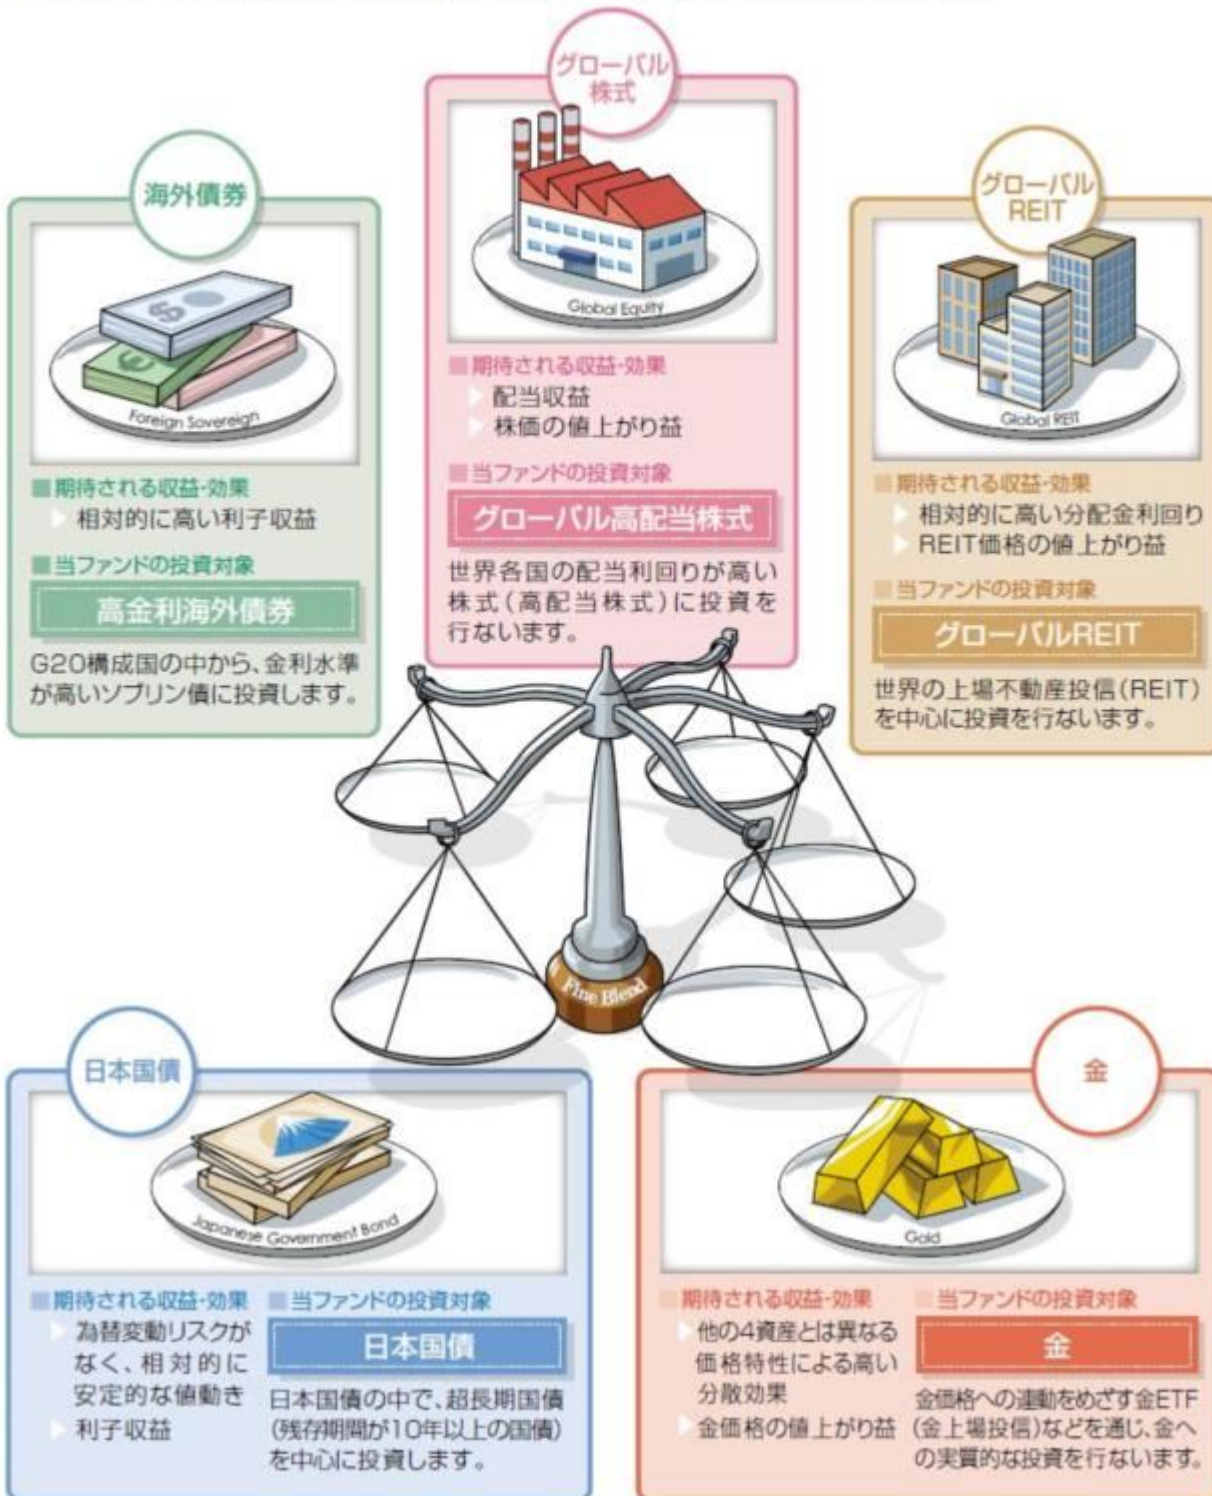 グローバル
株式
Global Equity
■期待される収益・効果
配当収益
株価の値上がり益
■当ファンドの投資対象
グローバル高配当株式
世界各国の配当利回りが高い
株式(高配当株式)に投資を
行ないます。
海外債券
Foreign Sovereign
■期待される収益・効果
相対的に高い利子収益
■当ファンドの投資対象
高金利海外債券
G20構成国の中から、金利水準
が高いソブリン債に投資します。
グローバル
REIT
Global REIT
■期待される収益・効果
相対的に高い分配金利回り
REIT価格の値上がり益
■当ファンドの投資対象
グローバルREIT
世界の上場不動産投信(REIT)
を中心に投資を行ないます。
Fine Blend
日本国債
Japanese Government Bond
■期待される収益・効果
為替変動リスクが
なく、相対的に
安定的な値動き
利子収益
■当ファンドの投資対象
日本国債
日本国債の中で、超長期国債
(残存期間が10年以上の国債)
を中心に投資します。
金
Gold
■期待される収益・効果
他の4資産とは異なる
価格特性による高い
分散効果
金価格の値上がり益
■当ファンドの投資対象
金
金価格への連動をめざす金ETF
(金上場投信)などを通じ、金へ
の実質的な投資を行ないます。